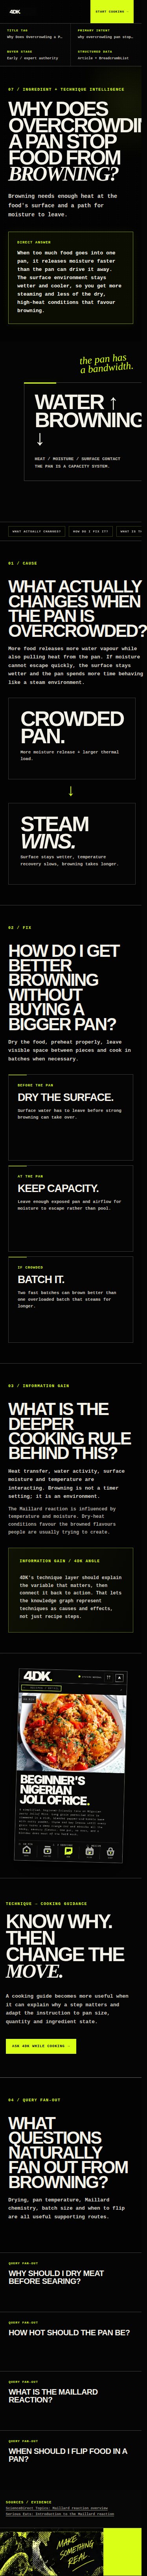 4DK.
START COOKING
TITLE TAG
Why Does Overcrowding a P…
PRIMARY INTENT
why overcrowding pan stop…
BUYER STAGE
Early / expert authority
STRUCTURED DATA
Article + BreadcrumbList
07 / INGREDIENT + TECHNIQUE INTELLIGENCE
WHY DOES
OVERCROWDIN
A PAN STOP
FOOD FROM
BROWNING?
Browning needs enough heat at the
food's surface and a path for
moisture to leave.
DIRECT ANSWER
When too much food goes into one
pan, it releases moisture faster
than the pan can drive it away.
The surface environment stays
wetter and cooler, so you get more
steaming and less of the dry,
high-heat conditions that favour
browning.
the pan has
a bandwidth.
WATER ↑
BROWNING
↓
HEAT / MOISTURE / SURFACE CONTACT
THE PAN IS A CAPACITY SYSTEM.
WHAT ACTUALLY CHANGES?
HOW DO I FIX IT?
WHAT IS T
01 / CAUSE
WHAT ACTUALLY
CHANGES WHEN
THE PAN IS
OVERCROWDED?
More food releases more water vapour while
also pulling heat from the pan. If moisture
cannot escape quickly, the surface stays
wetter and the pan spends more time behaving
like a steam environment.
CROWDED
PAN.
More moisture release + larger thermal
load.
↓
STEAM
WINS.
Surface stays wetter, temperature
recovery slows, browning takes longer.
02 / FIX
HOW DO I GET
BETTER
BROWNING
WITHOUT
BUYING A
BIGGER PAN?
Dry the food, preheat properly, leave
visible space between pieces and cook in
batches when necessary.
BEFORE THE PAN
DRY THE SURFACE.
Surface water has to leave before strong
browning can take over.
AT THE PAN
KEEP CAPACITY.
Leave enough exposed pan and airflow for
moisture to escape rather than pool.
IF CROWDED
BATCH IT.
Two fast batches can brown better than
one overloaded batch that steams for
longer.
03 / INFORMATION GAIN
WHAT IS THE
DEEPER
COOKING RULE
BEHIND THIS?
Heat transfer, water activity, surface
moisture and temperature are
interacting. Browning is not a timer
setting; it is an environment.
The Maillard reaction is influenced by
temperature and moisture. Dry-heat
conditions favour the browned flavours
people are usually trying to create.
INFORMATION GAIN / 4DK ANGLE
4DK's technique layer should explain
the variable that matters, then
connect it back to action. That lets
the knowledge graph represent
techniques as causes and effects,
not just recipe steps.
4DK.
BEGINNER'S
NIGERIAN
JOLLOF RICE.
TECHNIQUE → COOKING GUIDANCE
KNOW WHY.
THEN
CHANGE THE
MOVE.
A cooking guide becomes more useful when
it can explain why a step matters and
adapt the instruction to pan size,
quantity and ingredient state.
ASK 4DK WHILE COOKING →
04 / QUERY FAN-OUT
WHAT
QUESTIONS
NATURALLY
FAN OUT FROM
BROWNING?
Drying, pan temperature, Maillard
chemistry, batch size and when to flip
are all useful supporting routes.
QUERY FAN-OUT
WHY SHOULD I DRY MEAT
BEFORE SEARING?
QUERY FAN-OUT
HOW HOT SHOULD THE PAN BE?
QUERY FAN-OUT
WHAT IS THE MAILLARD
REACTION?
QUERY FAN-OUT
WHEN SHOULD I FLIP FOOD IN A
PAN?
SOURCES / EVIDENCE
ScienceDirect Topics: Maillard reaction overview
Serious Eats: Introduction to the Maillard reaction
MAKE
SOMETHING
REAL.